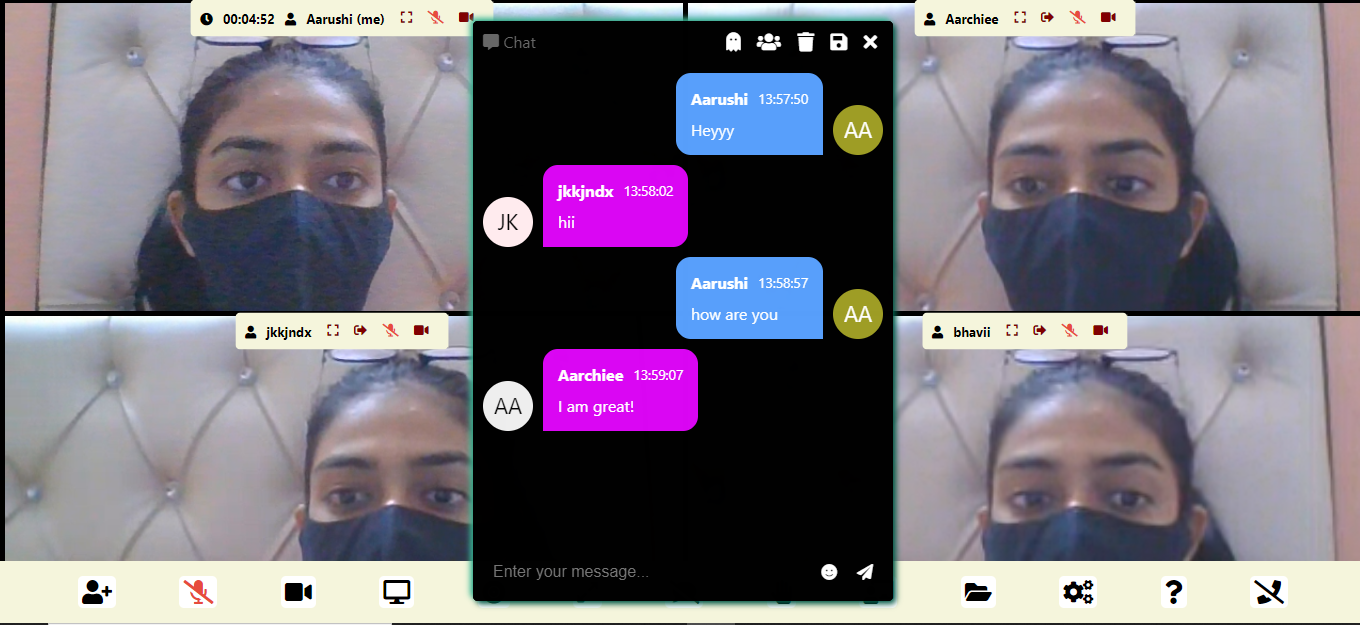 00:04:52 Aarushi (me)
Aarchiee
Chat
Aarushi 13:57:50
Heyyy
AA
jkkjndx 13:58:02
hii
JK
Aarushi 13:58:57
how are you
AA
Aarchiee 13:59:07
I am great!
AA
jkkjndx
bhavii
Enter your message...
?